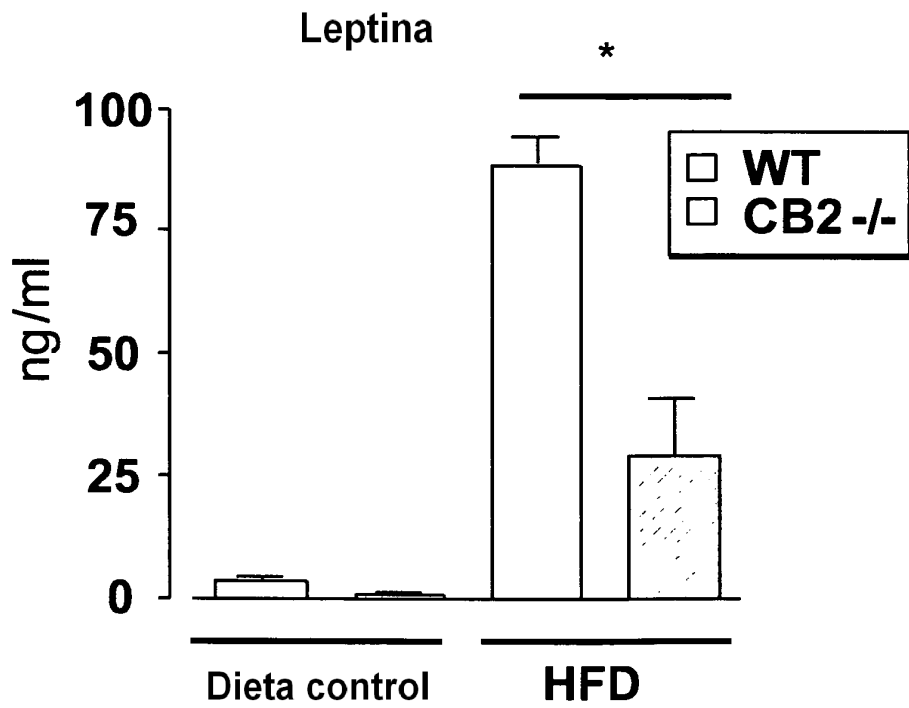 Leptina
*
100
75
50
25
0
ng/ml
WT
CB2 -/-
Dieta control
HFD